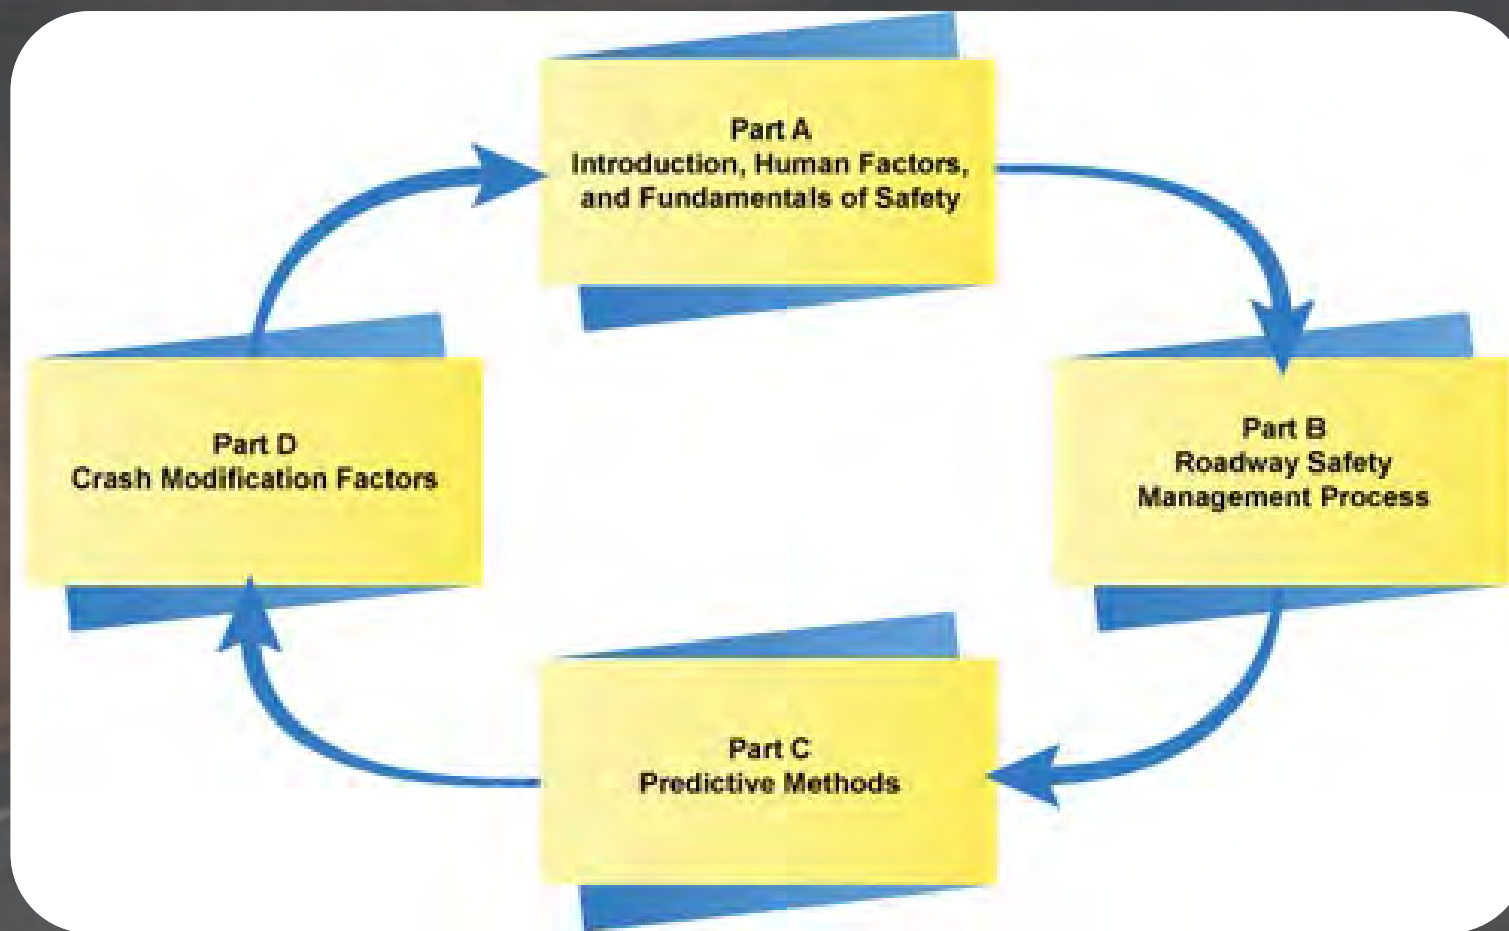 Part A
Introduction, Human Factors,
and Fundamentals of Safety
Part B
Roadway Safety
Management Process
Part C
Predictive Methods
Part D
Crash Modification Factors